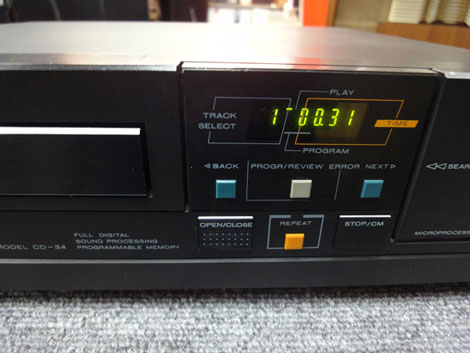 PLAY
TRACK
SELECT
1 00.31
TIME
PROGRAM
◁BACK PROGR/REVIEW ERROR NEXT▷
◁◁SEAR
OPEN/CLOSE
REPEAT
STOP/CM
MODEL CD-34
FULL DIGITAL
SOUND PROCESSING
PROGRAMMABLE MEMORY
MICROPROCESS